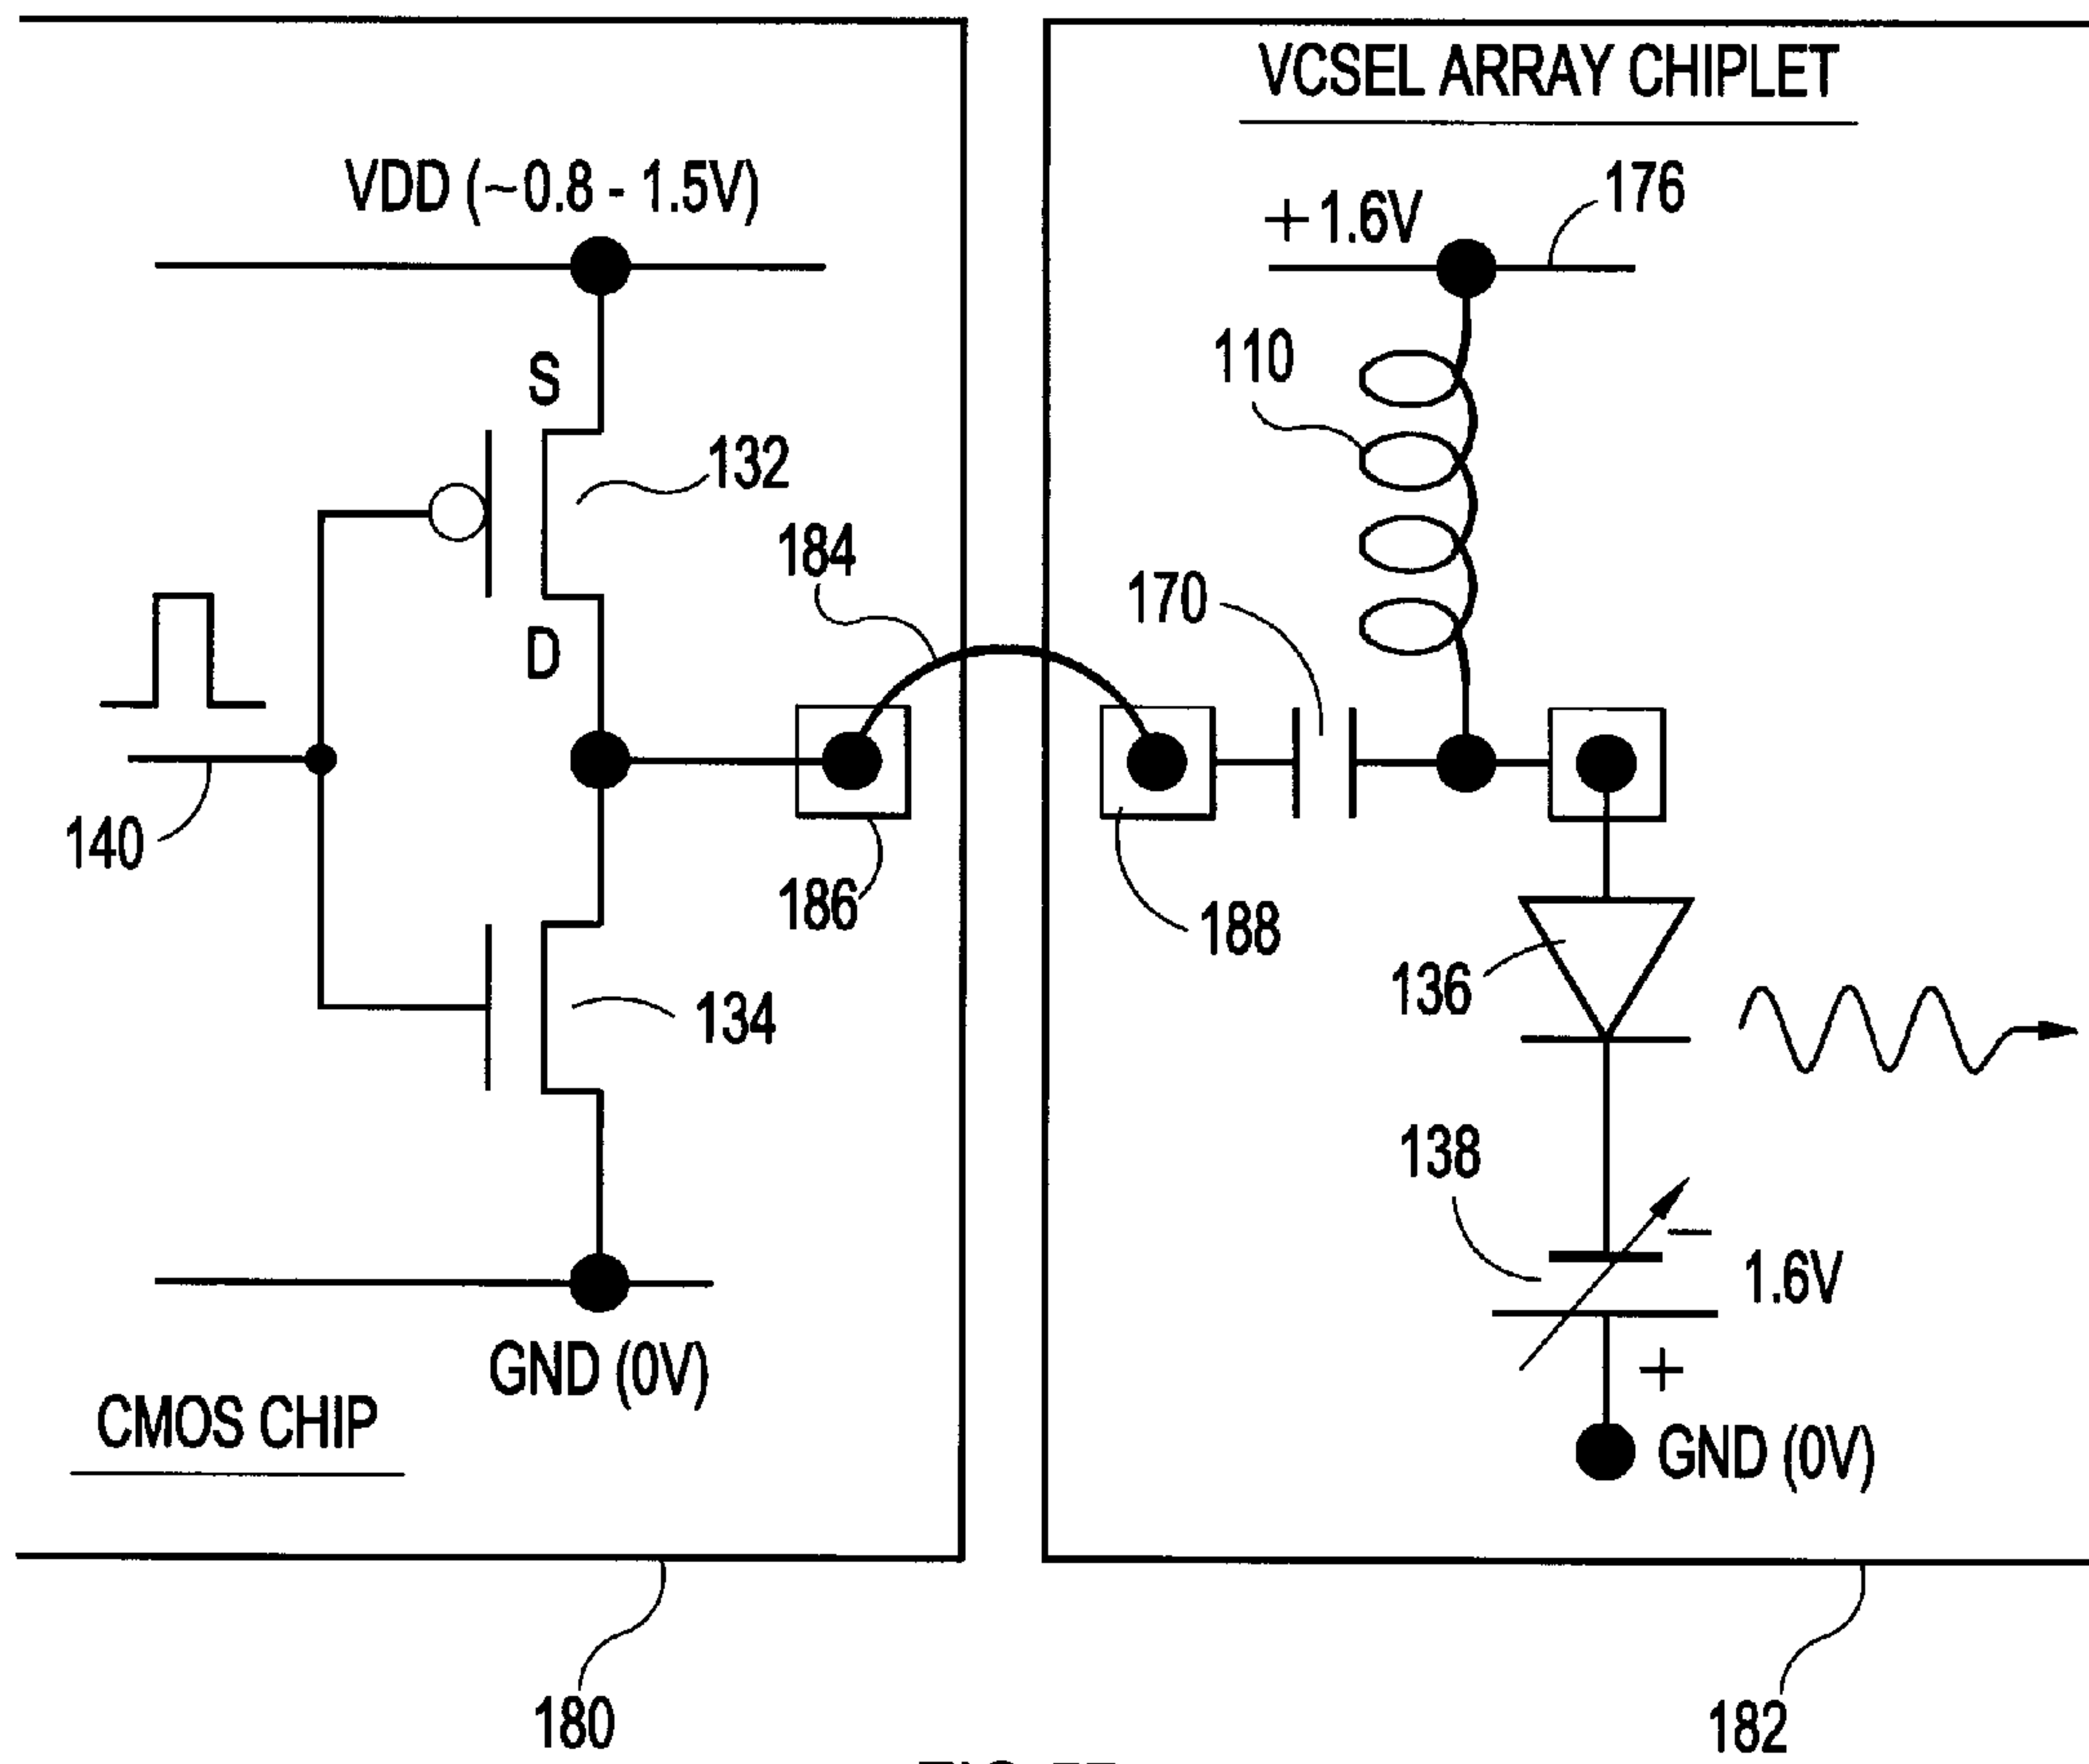 VCSEL ARRAY CHIPLET
VDD (~0.8 - 1.5V)
+1.6V
176
110
S
132
184
170
D
140
186
188
136
134
138
−
1.6V
+
GND (0V)
CMOS CHIP
GND (0V)
180
182